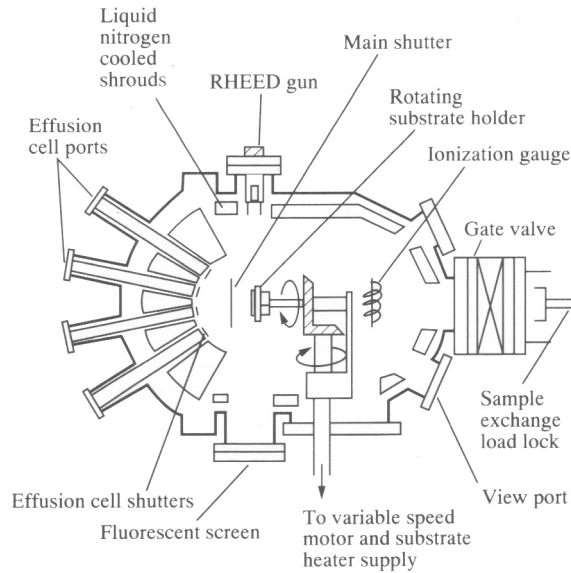 Liquid
nitrogen
cooled
shrouds
Main shutter
RHEED gun
Rotating
substrate holder
Effusion
cell ports
Ionization gauge
Gate valve
Sample
exchange
load lock
Effusion cell shutters
View port
Fluorescent screen
To variable speed
motor and substrate
heater supply